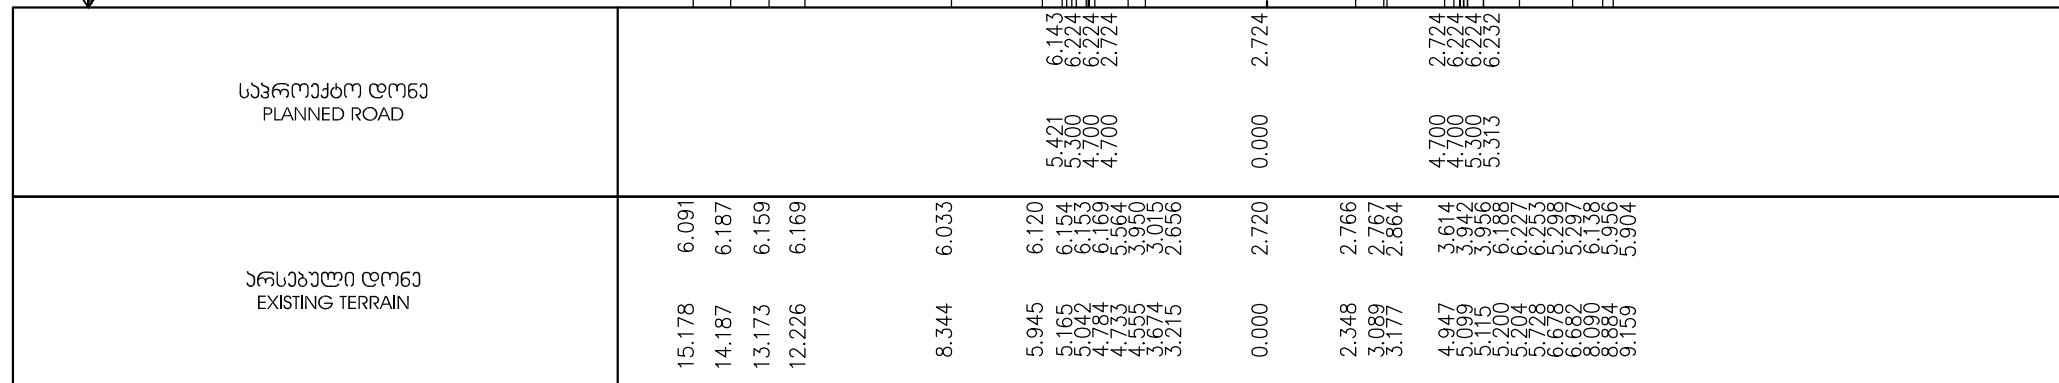 საპროექტო დონე
PLANNED ROAD
6.143 6.224 6.224 2.724 2.724 2.724 6.224 6.224 6.232
5.421 5.300 4.700 4.700 0.000 4.700 4.700 5.300 5.313
არსებული დონე
EXISTING TERRAIN
6.091 6.187 6.159 6.169 6.033 6.120 6.154 6.153 6.169 5.564 3.950 3.015 2.656 2.720 2.766 2.767 2.864 3.614 3.942 3.956 6.188 6.227 6.253 5.298 5.297 6.138 5.956 5.904
15.178 14.187 13.173 12.226 8.344 5.945 5.165 5.042 4.784 4.733 4.555 3.674 3.215 0.000 2.348 3.089 3.177 4.947 5.099 5.115 5.200 5.204 5.728 6.678 6.682 8.090 8.884 9.159